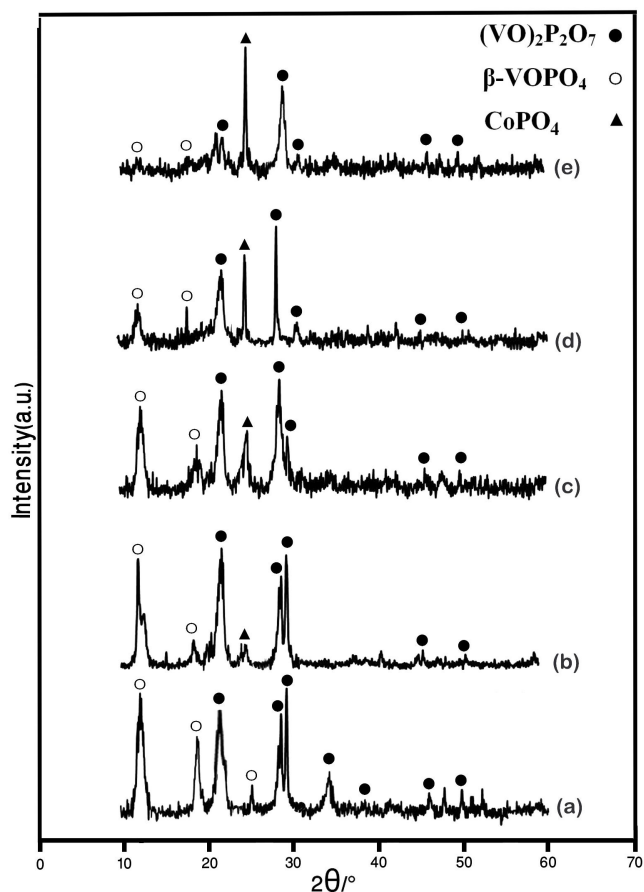 (VO)₂P₂O₇ ●
β-VOPO₄ ○
CoPO₄ ▲
(e)
(d)
(c)
(b)
(a)
Intensity(a.u.)
0 10 20 30 40 50 60 70
2θ/°